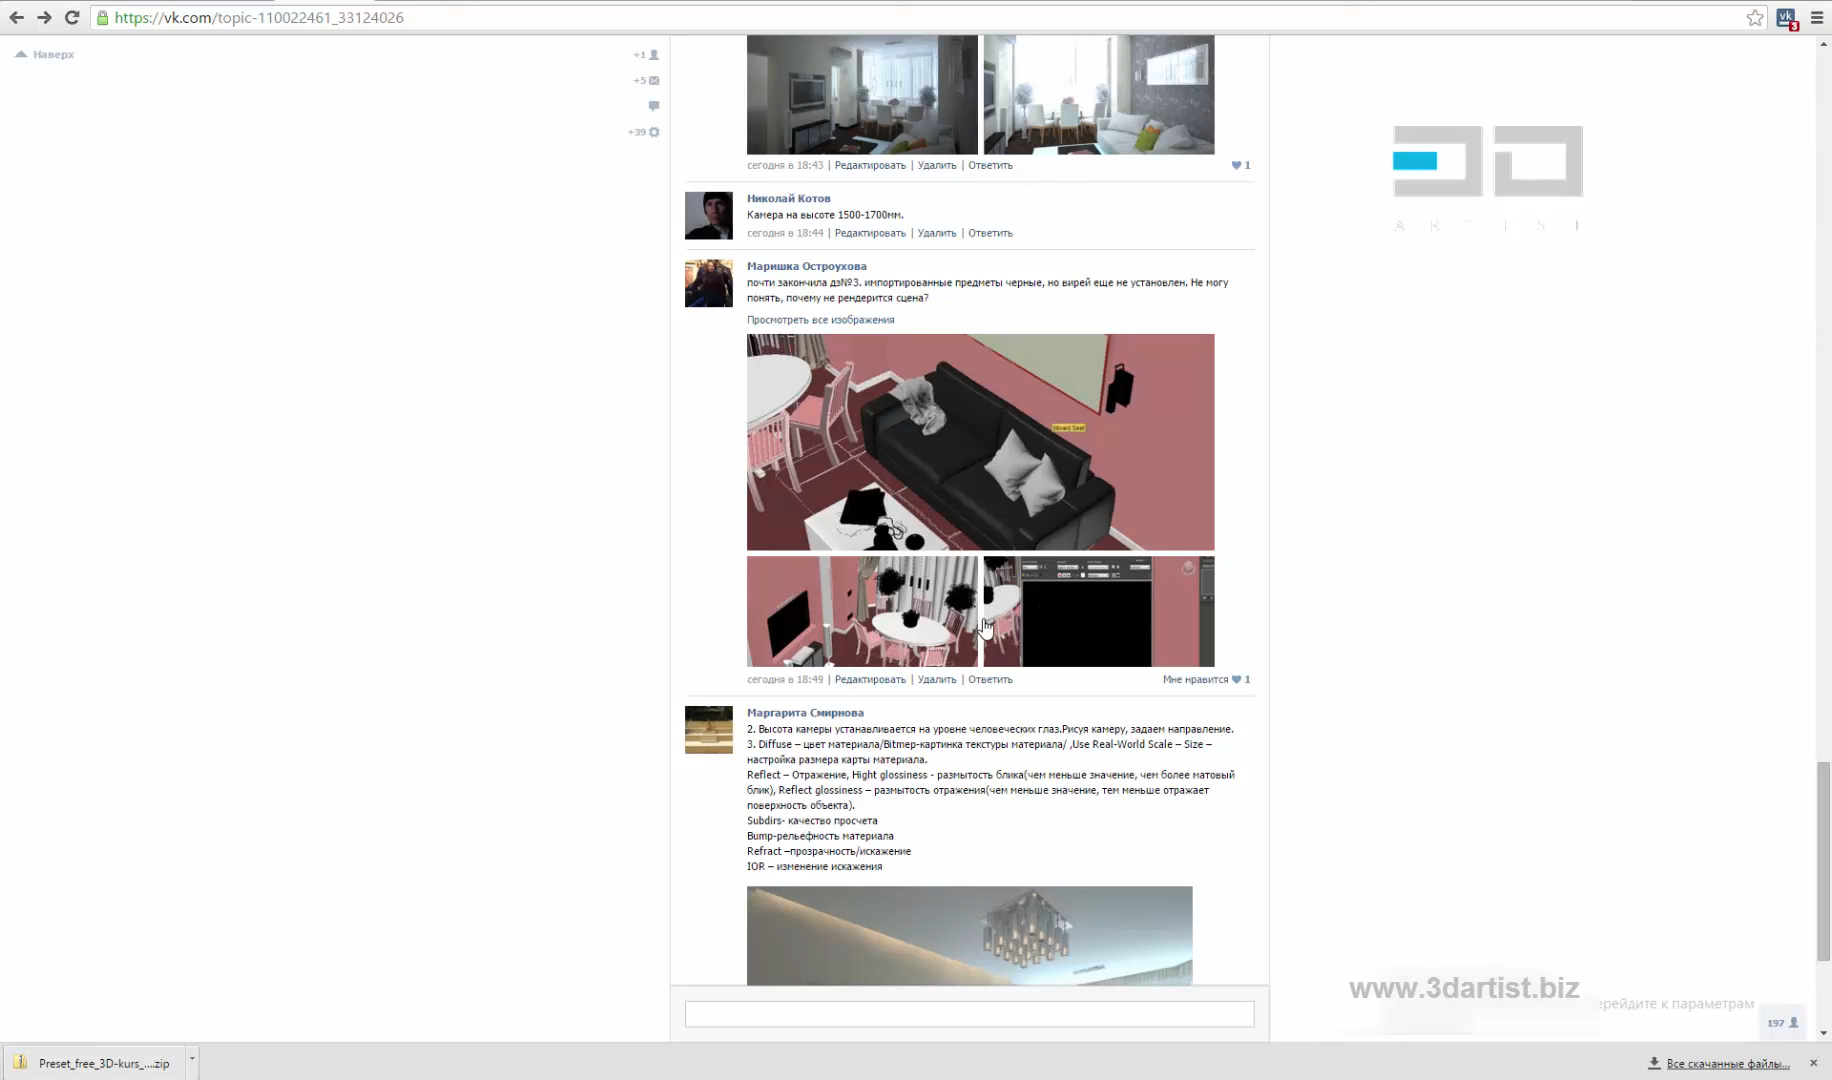 https://vk.com/topic-110022461_33124026
vk
3
Наверх
+1
+5
+39
сегодня в 18:43 | Редактировать | Удалить | Ответить
1
Николай Котов
Камера на высоте 1500-1700мм.
сегодня в 18:44 | Редактировать | Удалить | Ответить
Маришка Остроухова
почти закончила дз№3. импортированные предметы черные, но вирей еще не установлен. Не могу
понять, почему не рендерится сцена?
Просмотреть все изображения
сегодня в 18:49 | Редактировать | Удалить | Ответить
Мне нравится 1
Маргарита Смирнова
2. Высота камеры устанавливается на уровне человеческих глаз.Рисуя камеру, задаем направление.
3. Diffuse – цвет материала/Bitmep-картинка текстуры материала/ ,Use Real-World Scale – Size –
настройка размера карты материала.
Reflect – Отражение, Hight glossiness - размытость блика(чем меньше значение, чем более матовый
блик), Reflect glossiness – размытость отражения(чем меньше значение, тем меньше отражает
поверхность объекта).
Subdirs- качество просчета
Bump-рельефность материала
Refract –прозрачность/искажение
IOR – изменение искажения
www.3dartist.biz
ерейдите к параметрам
197
Preset_free_3D-kurs_....zip
Все скачанные файлы...